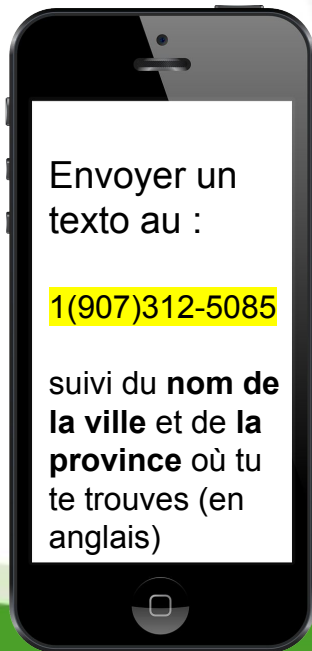 Envoyer un
texto au :
1(907)312-5085
suivi du nom de
la ville et de la
province où tu
te trouves (en
anglais)